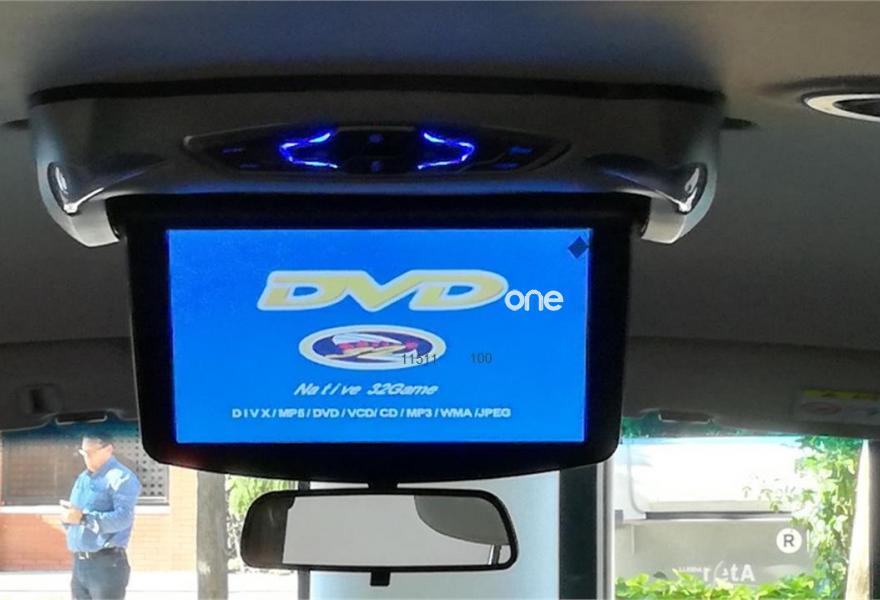 DVD one
11511 100
Native 32Game
DIVX / MP5 / DVD / VCD / CD / MP3 / WMA / JPEG
R